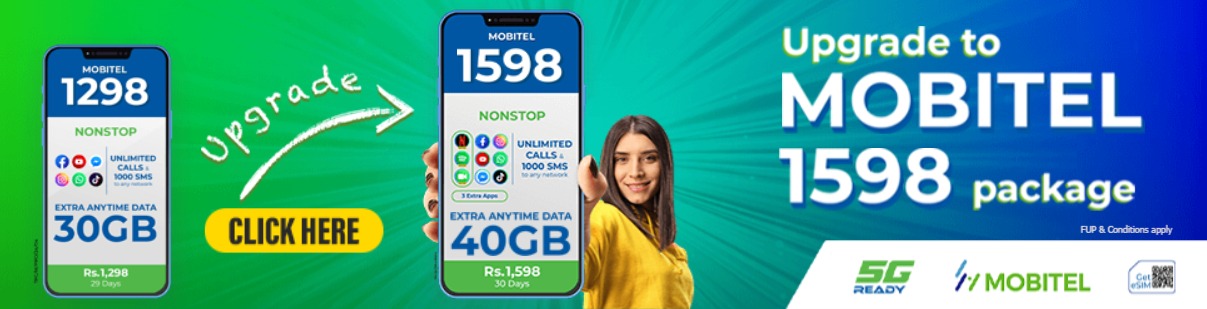 MOBITEL
1298
NONSTOP
UNLIMITED
CALLS &
1000 SMS
to any network
EXTRA ANYTIME DATA
30GB
Rs.1,298
29 Days
Upgrade
CLICK HERE
MOBITEL
1598
NONSTOP
UNLIMITED
CALLS &
1000 SMS
to any network
3 Extra Apps
EXTRA ANYTIME DATA
40GB
Rs.1,598
30 Days
Upgrade to
MOBITEL
1598 package
FUP & Conditions apply
5G
READY
MOBITEL
Get
eSIM